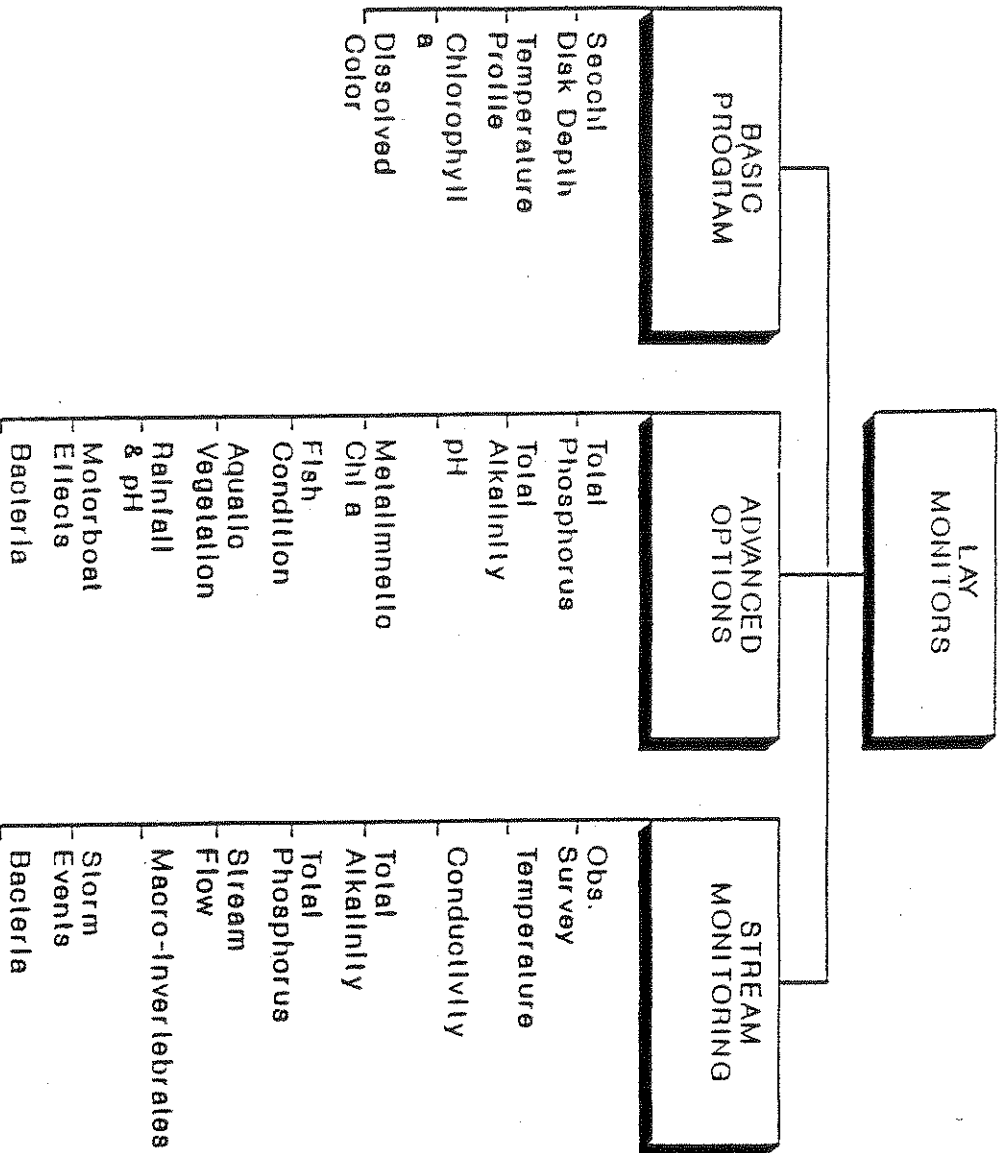 LAY
MONITORS
BASIC
PROGRAM
Secchi
Disk Depth
Temperature
Profile
Chlorophyll
a
Dissolved
Color
ADVANCED
OPTIONS
Total
Phosphorus
Total
Alkalinity
pH
Metalimnetic
Chl a
Fish
Condition
Aquatic
Vegetation
Rainfall
& pH
Motorboat
Effects
Bacteria
STREAM
MONITORING
Obs.
Survey
Temperature
Conductivity
Total
Alkalinity
Total
Phosphorus
Stream
Flow
Macro-Invertebrates
Storm
Events
Bacteria